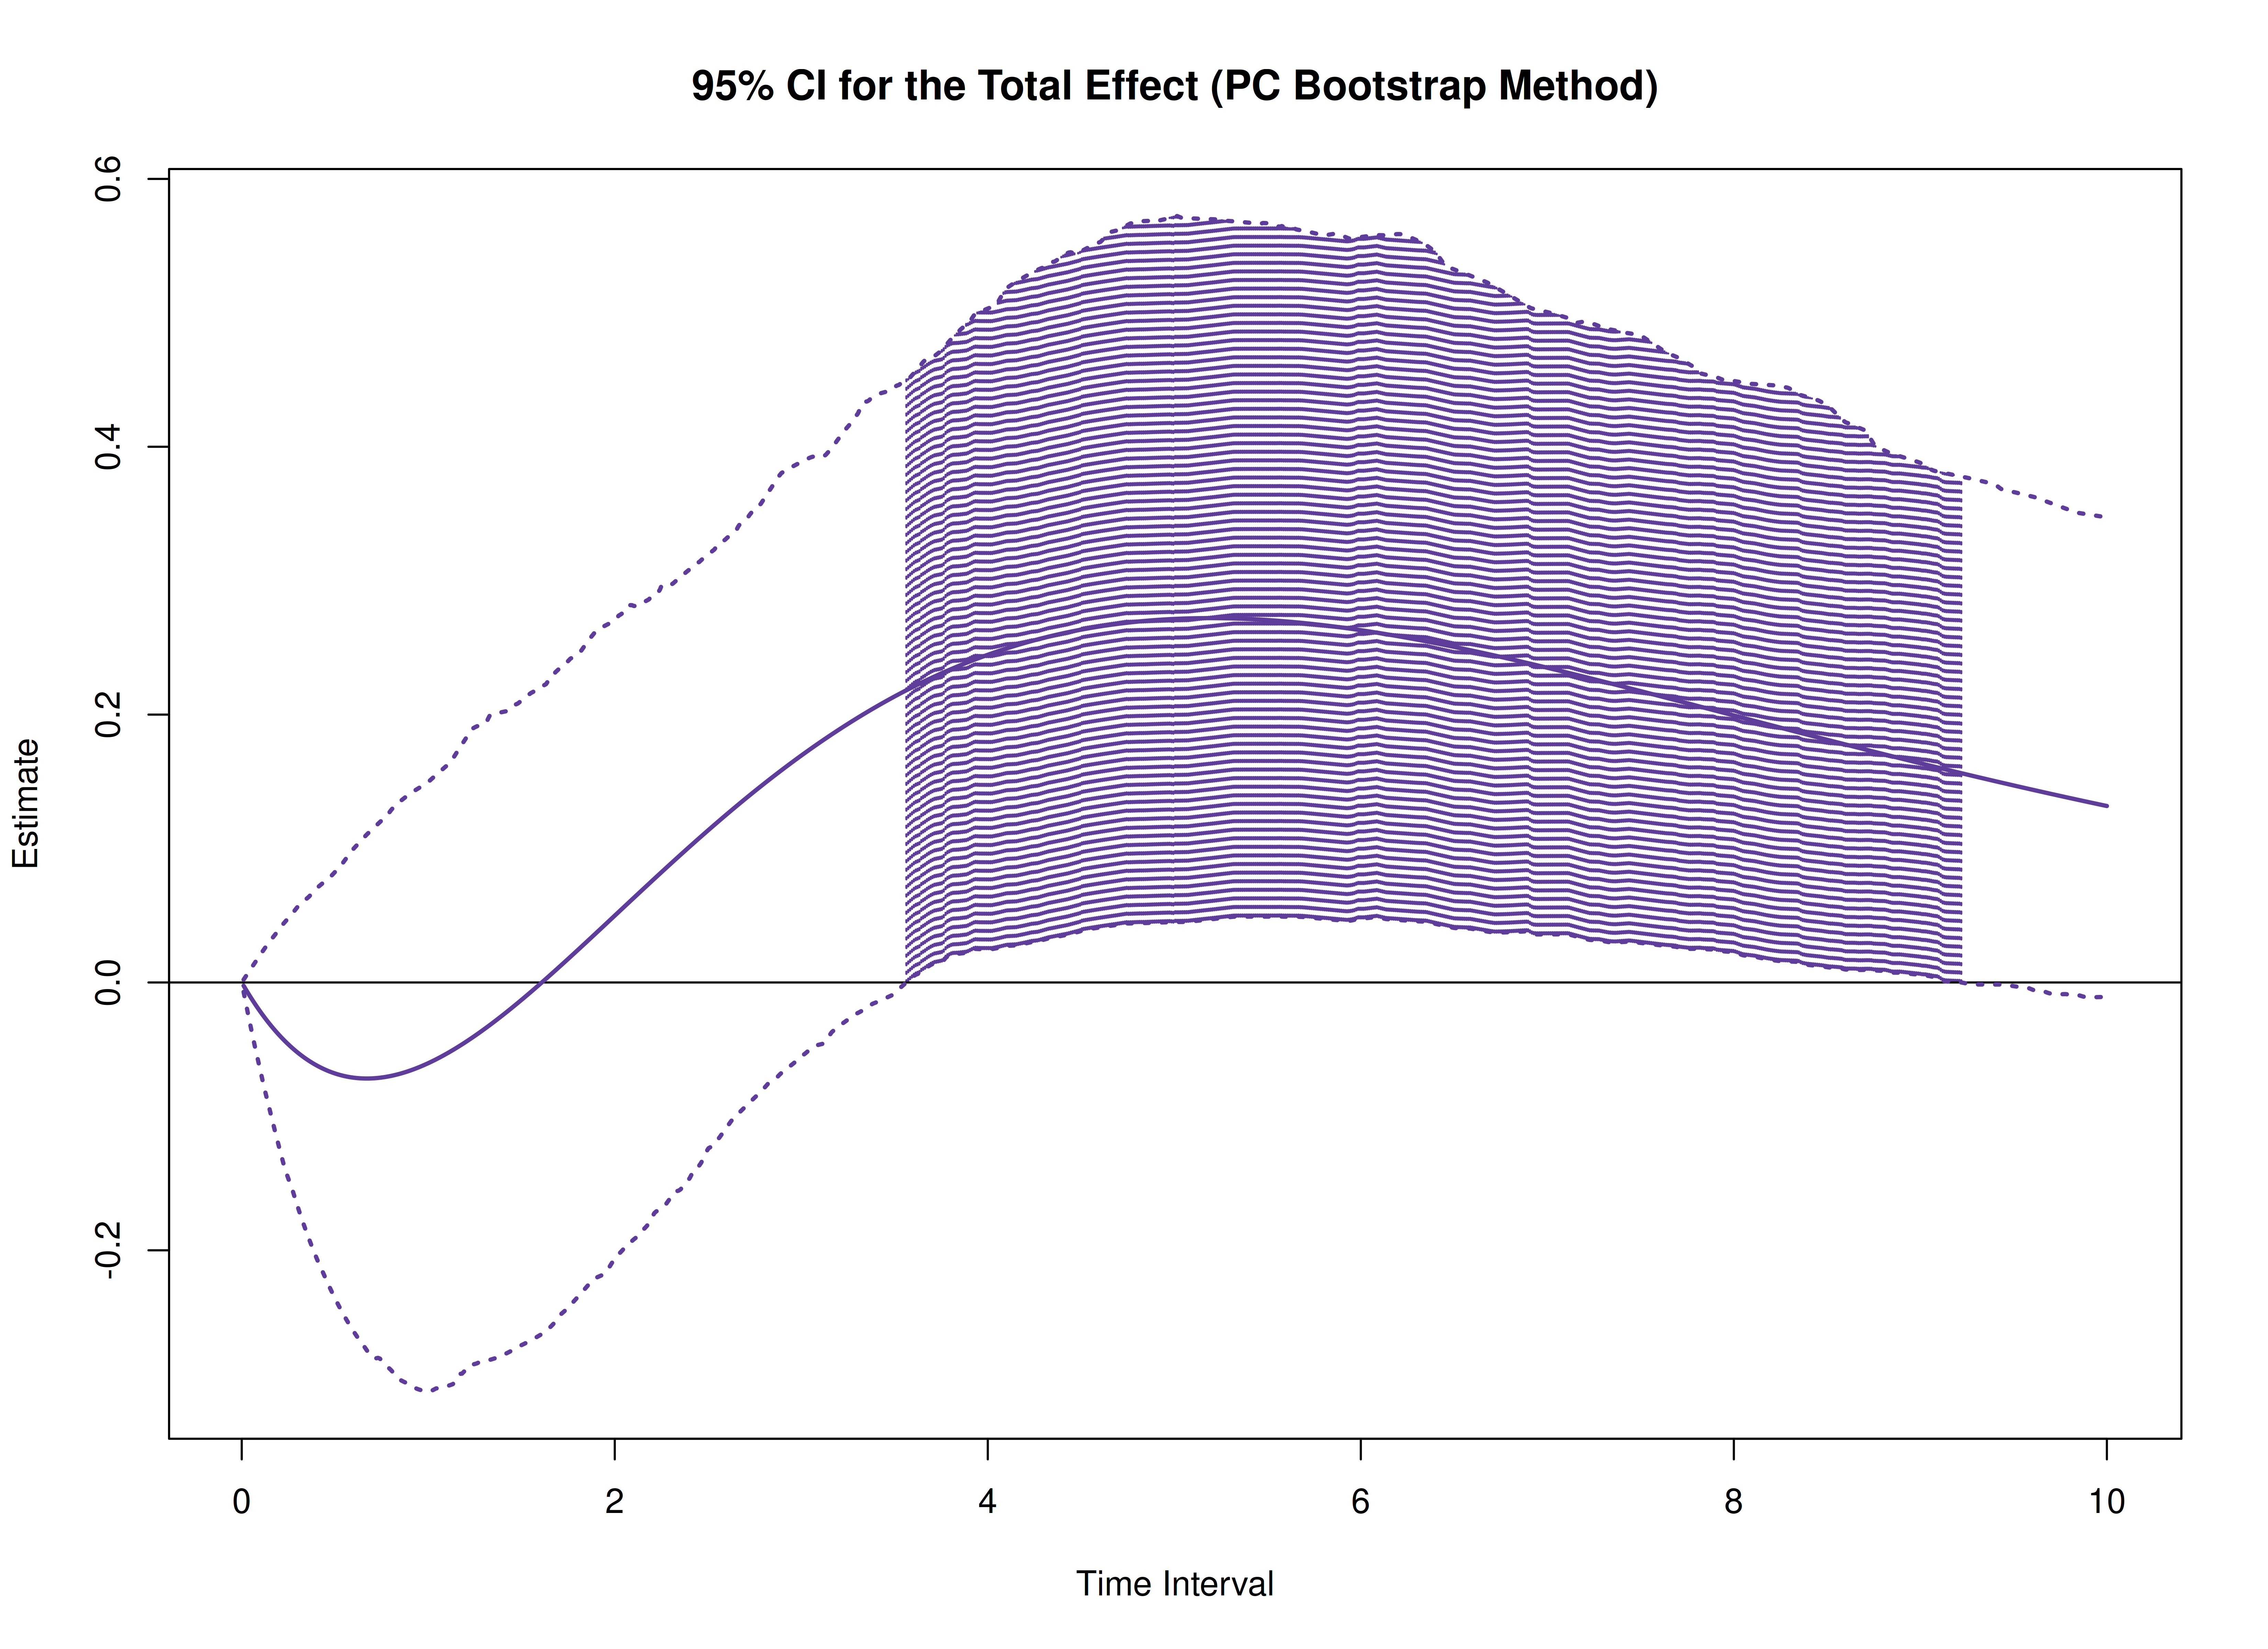 95% CI for the Total Effect (PC Bootstrap Method)
0.6
0.4
0.2
0.0
-0.2
Estimate
0 2 4 6 8 10
Time Interval